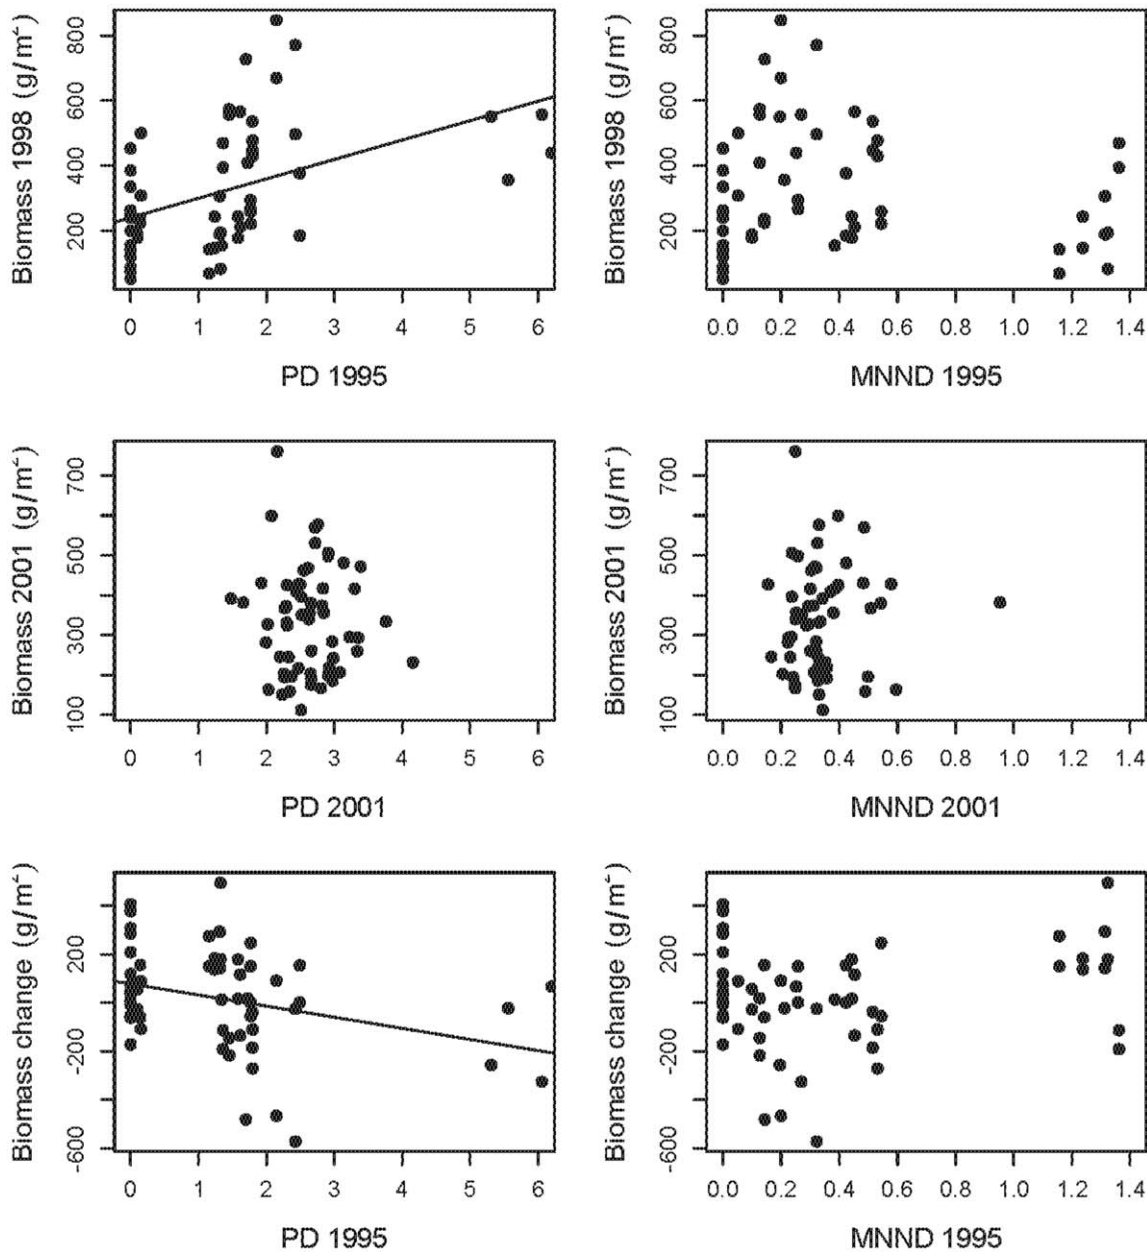 Biomass 1998 (g/m²)
800
600
400
200
0 1 2 3 4 5 6
PD 1995
Biomass 1998 (g/m²)
800
600
400
200
0.0 0.2 0.4 0.6 0.8 1.0 1.2 1.4
MNND 1995
Biomass 2001 (g/m²)
700
500
300
100
0 1 2 3 4 5 6
PD 2001
Biomass 2001 (g/m²)
700
500
300
100
0.0 0.2 0.4 0.6 0.8 1.0 1.2 1.4
MNND 2001
Biomass change (g/m²)
200
-200
-600
0 1 2 3 4 5 6
PD 1995
Biomass change (g/m²)
200
-200
-600
0.0 0.2 0.4 0.6 0.8 1.0 1.2 1.4
MNND 1995